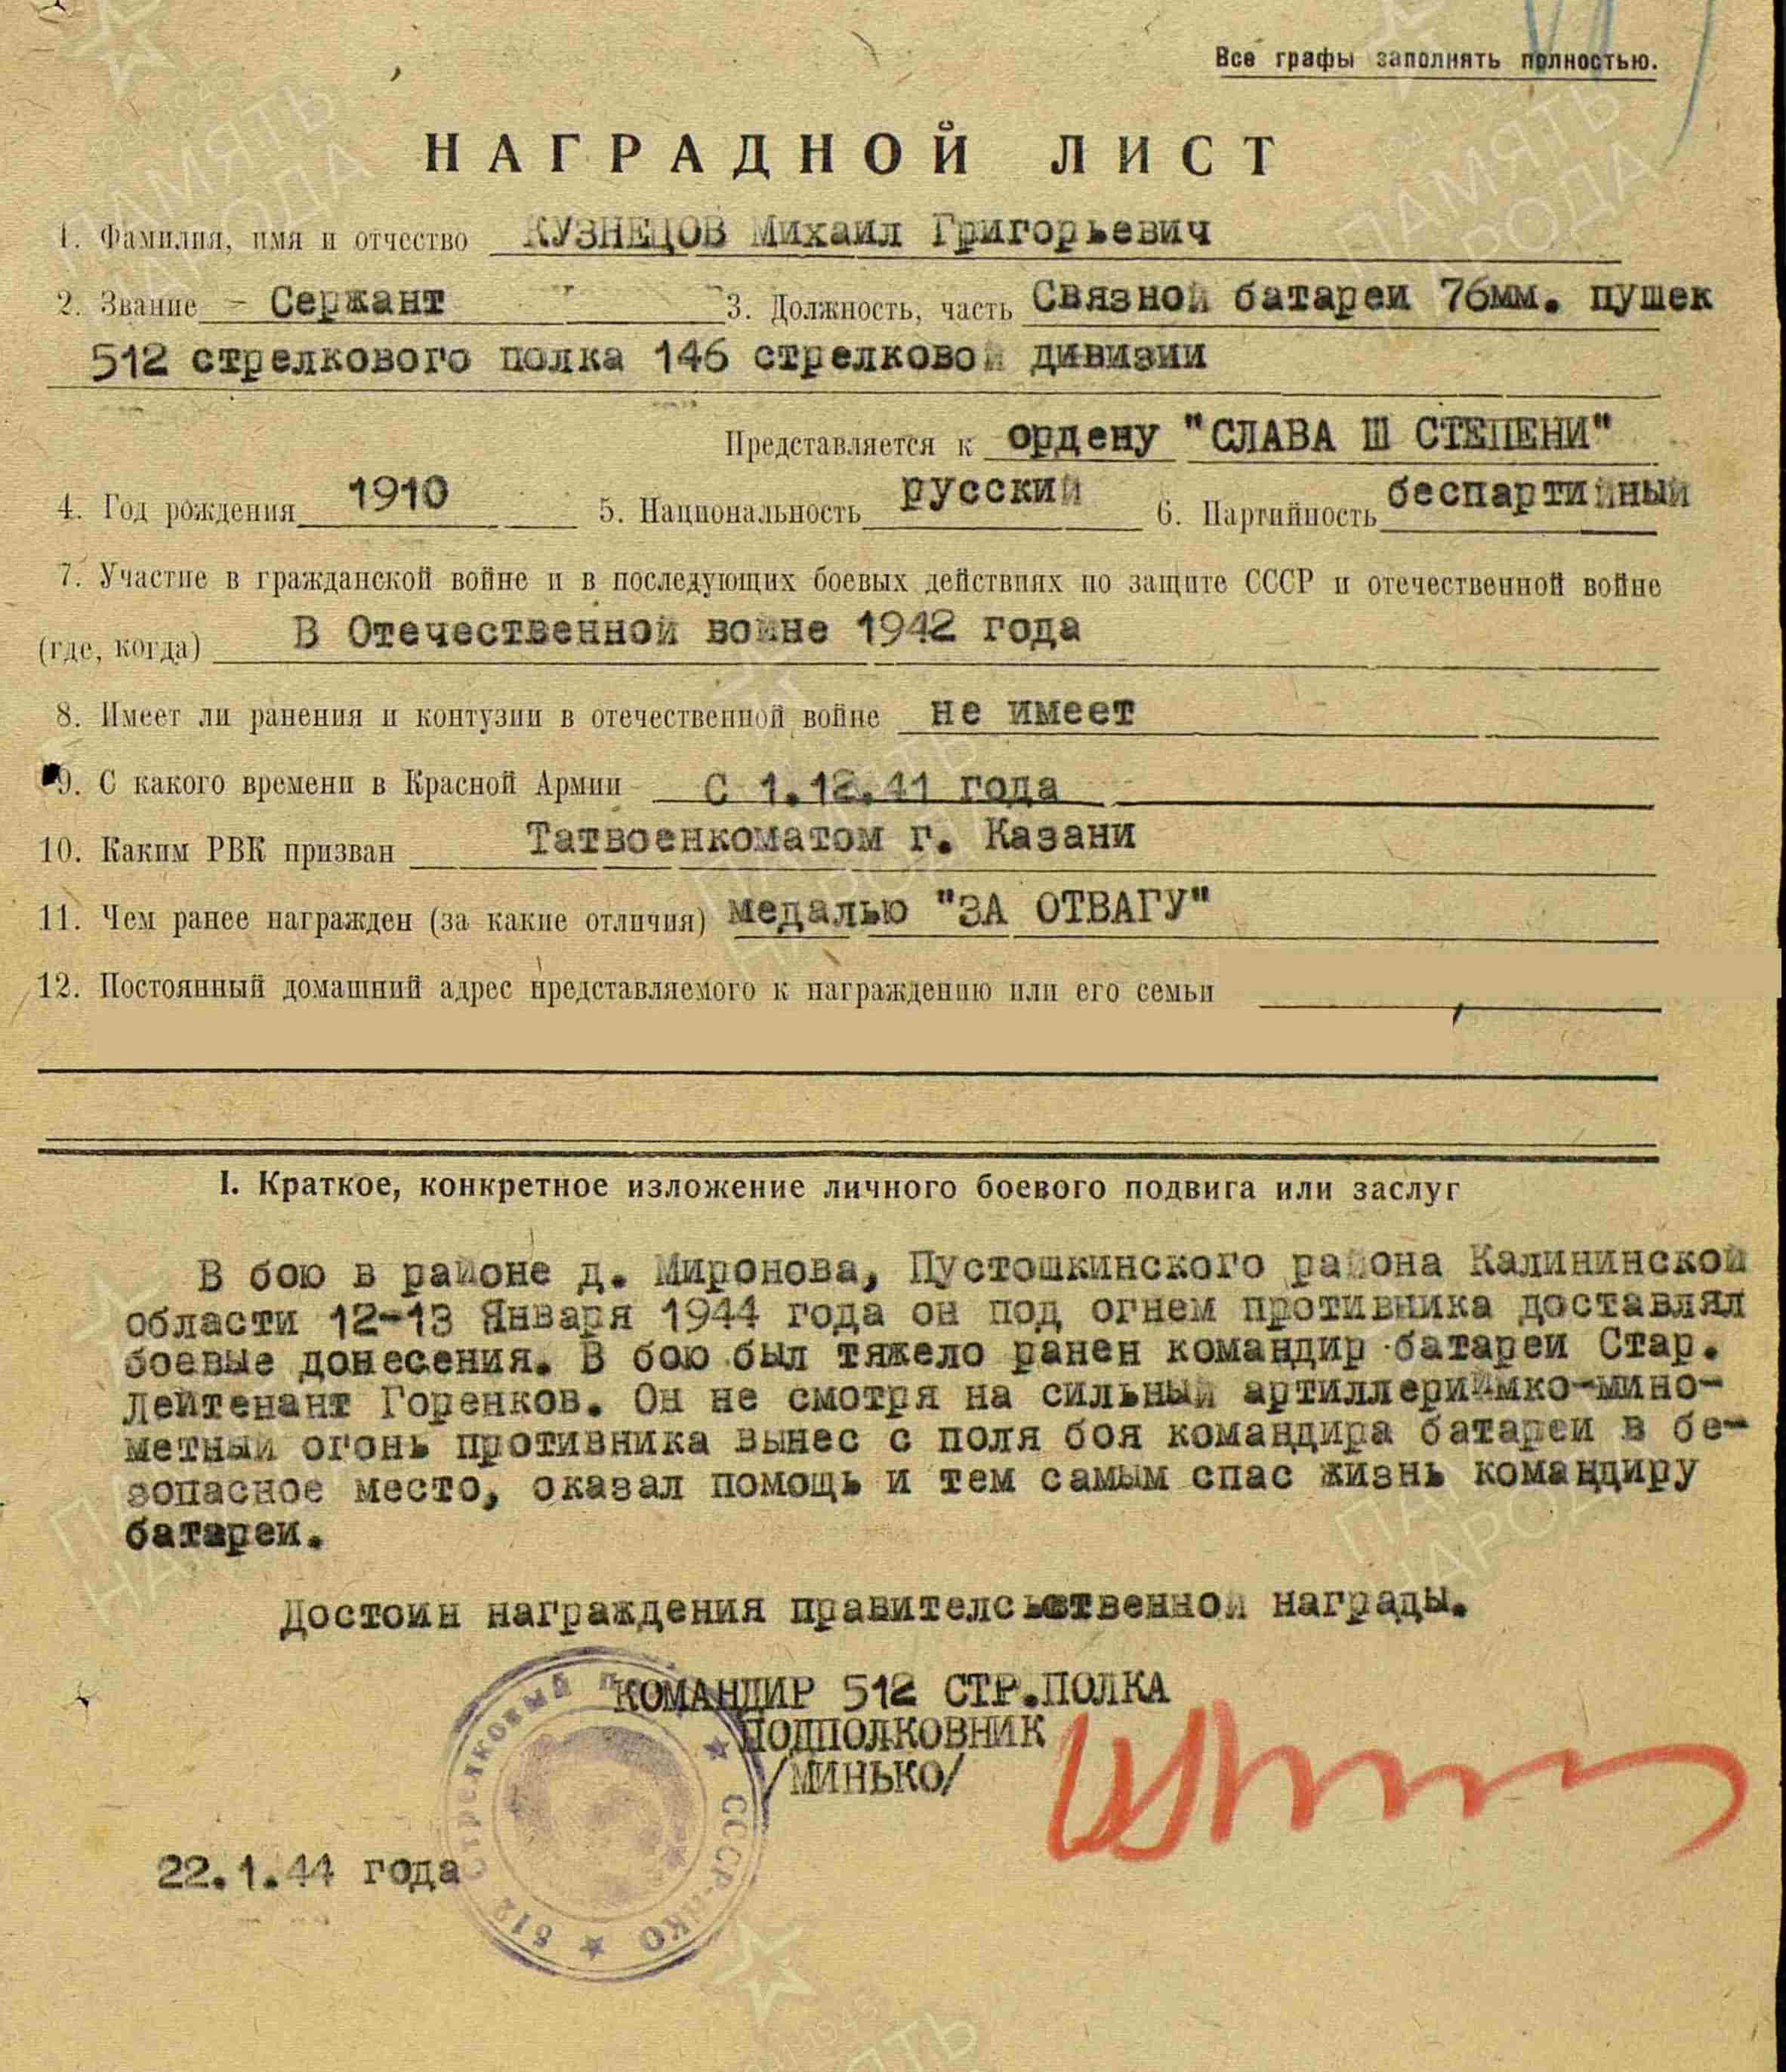 Все графы заполнять полностью.
НАГРАДНОЙ ЛИСТ
1. Фамилия, имя и отчество КУЗНЕЦОВ Михаил Григорьевич
2. Звание - Сержант 3. Должность, часть Связной батареи 76мм. пушек
512 стрелкового полка 146 стрелковой дивизии
Представляется к ордену "СЛАВА III СТЕПЕНИ"
4. Год рождения 1910 5. Национальность русский 6. Партийность беспартийный
7. Участие в гражданской войне и в последующих боевых действиях по защите СССР и отечественной войне
(где, когда) В Отечественной войне 1942 года
8. Имеет ли ранения и контузии в отечественной войне не имеет
9. С какого времени в Красной Армии С 1.12.41 года
10. Каким РВК призван Татвоенкоматом г. Казани
11. Чем ранее награжден (за какие отличия) медалью "ЗА ОТВАГУ"
12. Постоянный домашний адрес представляемого к награждению или его семьи
I. Краткое, конкретное изложение личного боевого подвига или заслуг
В бою в районе д. Миронова, Пустошкинского района Калининской
области 12-13 Января 1944 года он под огнем противника доставлял
боевые донесения. В бою был тяжело ранен командир батареи Стар.
Лейтенант Горенков. Он не смотря на сильный артиллериймко-мино-
метный огонь противника вынес с поля боя командира батареи в бе-
зопасное место, оказал помощь и тем самым спас жизнь командиру
батареи.
Достоин награждения правителсьственной награды.
КОМАНДИР 512 СТР.ПОЛКА
ПОДПОЛКОВНИК
/МИНЬКО/
22.1.44 года
512 Стрелковый ★ СССР-НКО ★
ПАМЯТЬ
НАРОДА